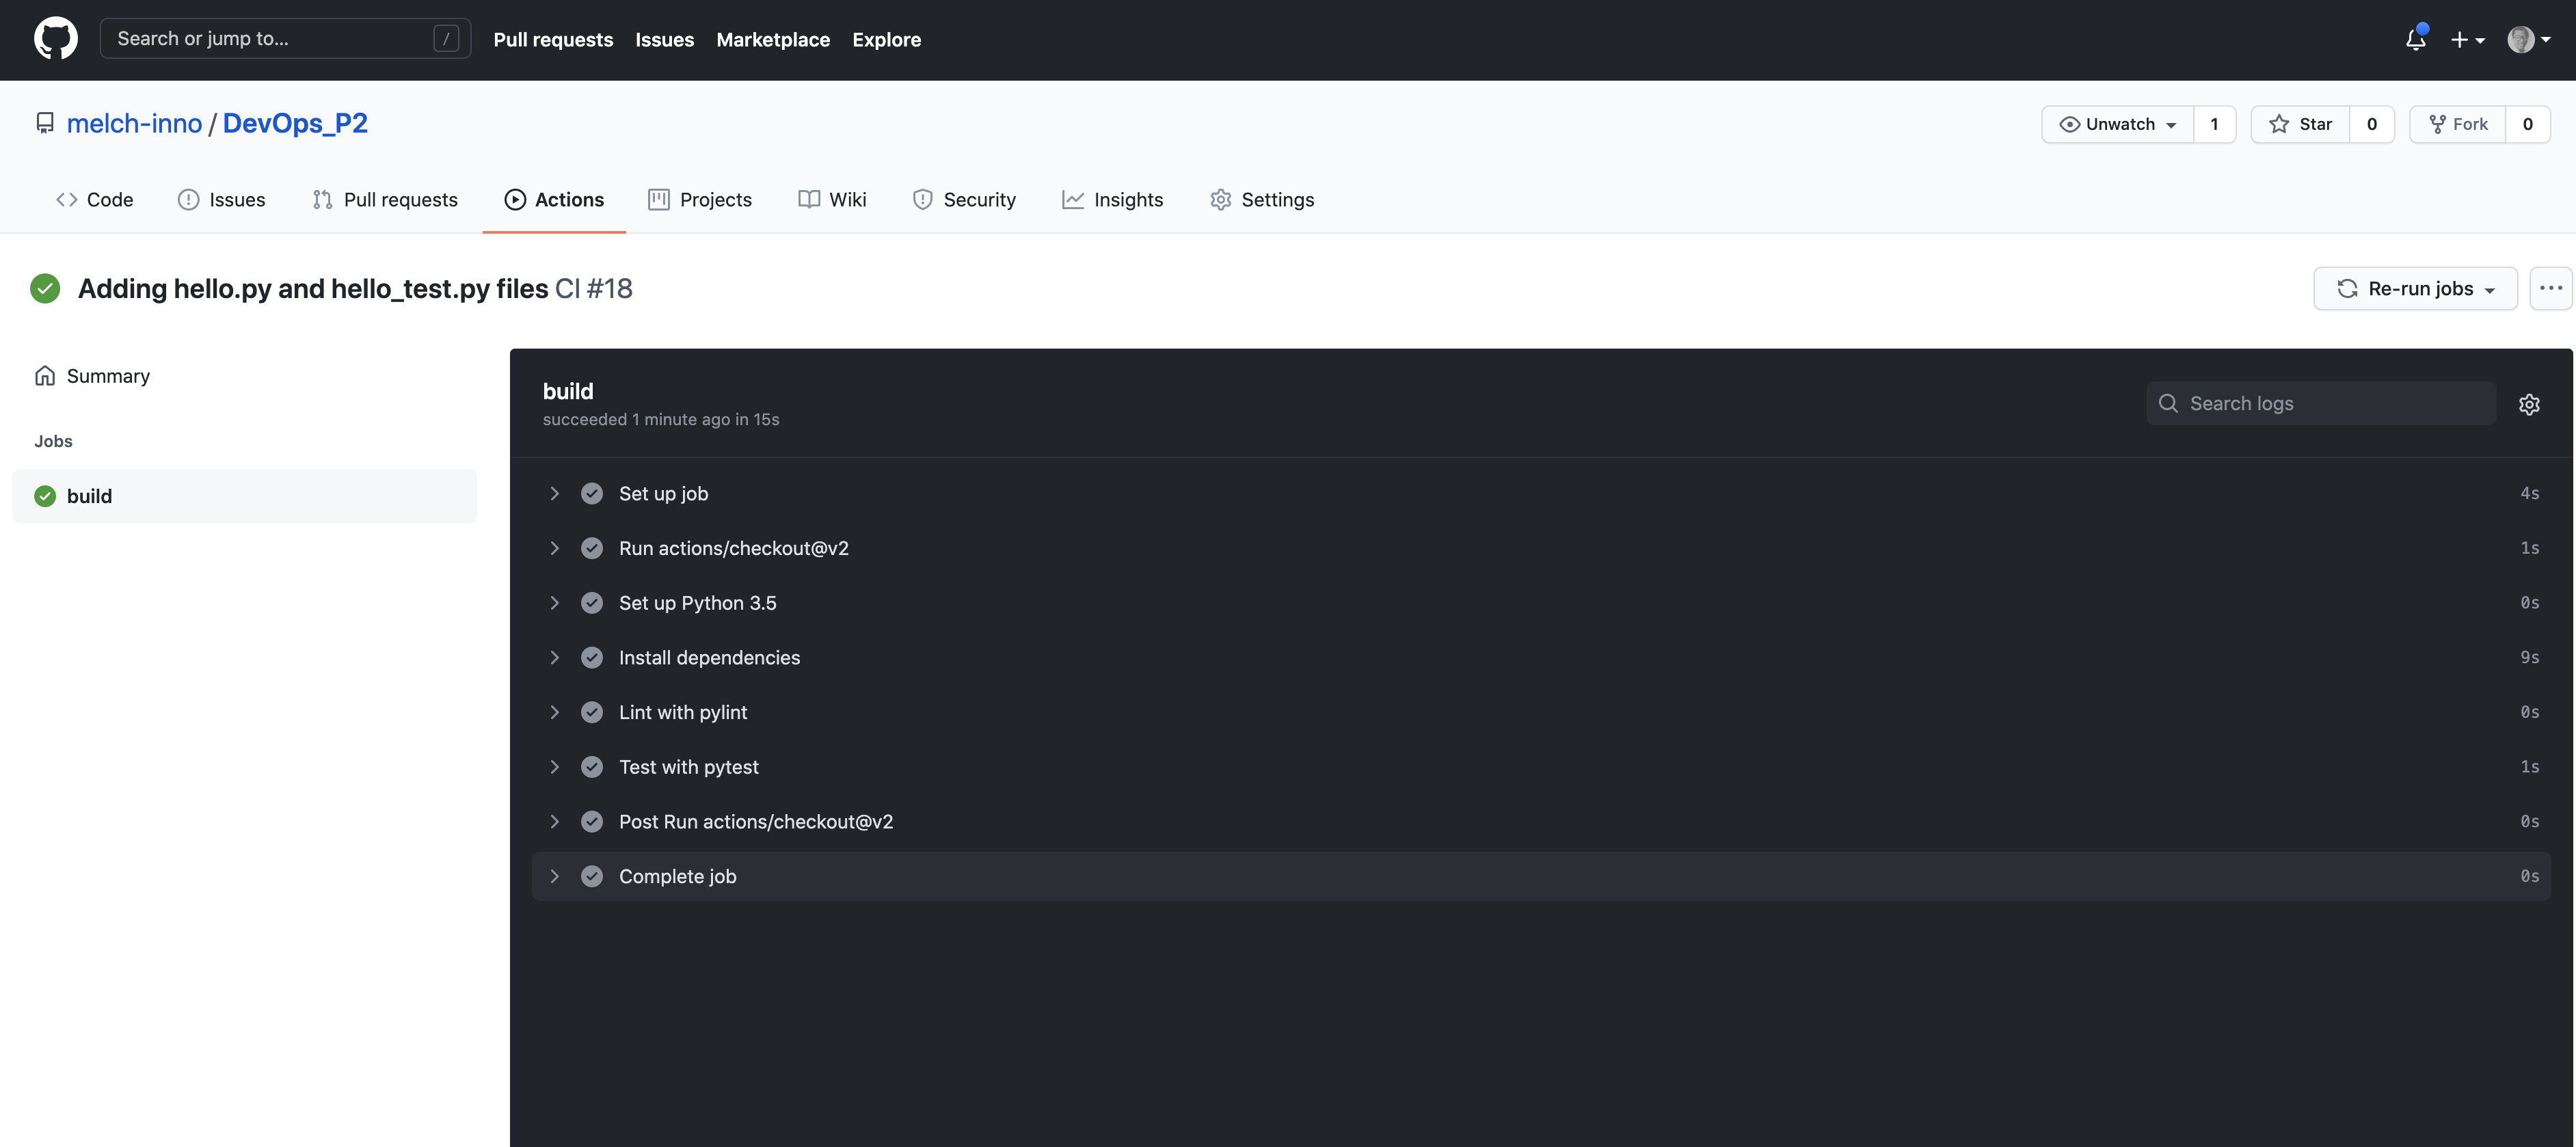 Search or jump to... / Pull requests Issues Marketplace Explore
melch-inno / DevOps_P2 Unwatch 1 Star 0 Fork 0
Code Issues Pull requests Actions Projects Wiki Security Insights Settings
Adding hello.py and hello_test.py files CI #18 Re-run jobs ...
Summary
build
Search logs
succeeded 1 minute ago in 15s
Jobs
build
Set up job 4s
Run actions/checkout@v2 1s
Set up Python 3.5 0s
Install dependencies 9s
Lint with pylint 0s
Test with pytest 1s
Post Run actions/checkout@v2 0s
Complete job 0s